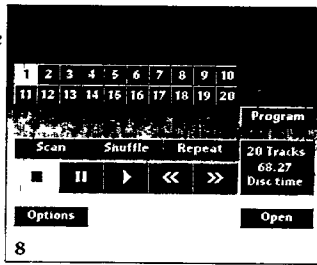 1 2 3 4 5 6 7 8 9 10
11 12 13 14 15 16 17 18 19 20
Program
Scan Shuffle Repeat
20 Tracks
68.27
Disc time
Options Open
8